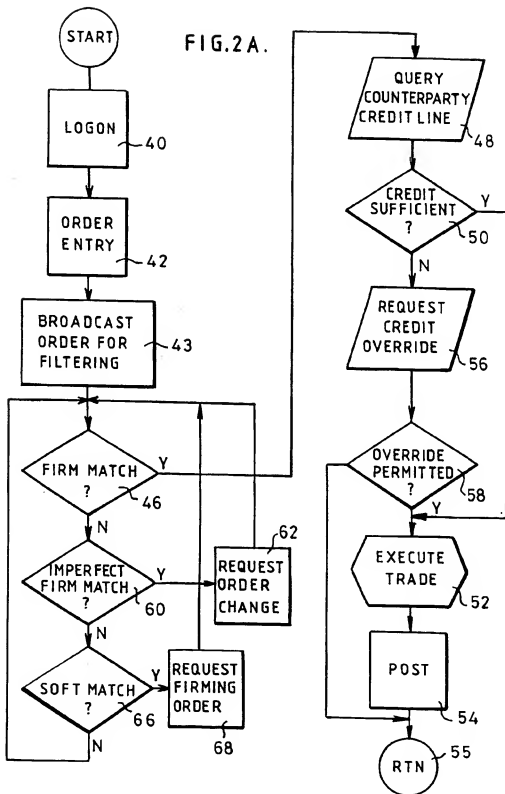 START
FIG.2A.
LOGON
40
ORDER
ENTRY
42
BROADCAST
ORDER FOR
FILTERING
43
FIRM MATCH
?
46
Y
N
IMPERFECT
FIRM MATCH
?
60
Y
N
62
REQUEST
ORDER
CHANGE
SOFT MATCH
?
66
Y
N
REQUEST
FIRMING
ORDER
68
QUERY
COUNTERPARTY
CREDIT LINE
48
CREDIT
SUFFICIENT
?
50
Y
N
REQUEST
CREDIT
OVERRIDE
56
OVERRIDE
PERMITTED
?
58
Y
EXECUTE
TRADE
52
POST
54
RTN
55